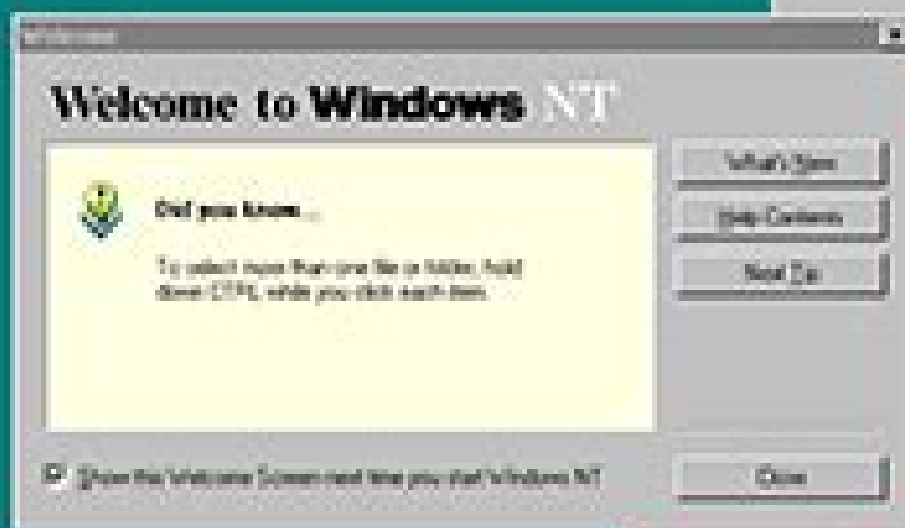 Welcome
Welcome to Windows NT
What's New
Did you know...
Help Contents
To select more than one file or folder, hold
down CTRL while you click each item.
Next Tip
Show this Welcome Screen next time you start Windows NT
Close